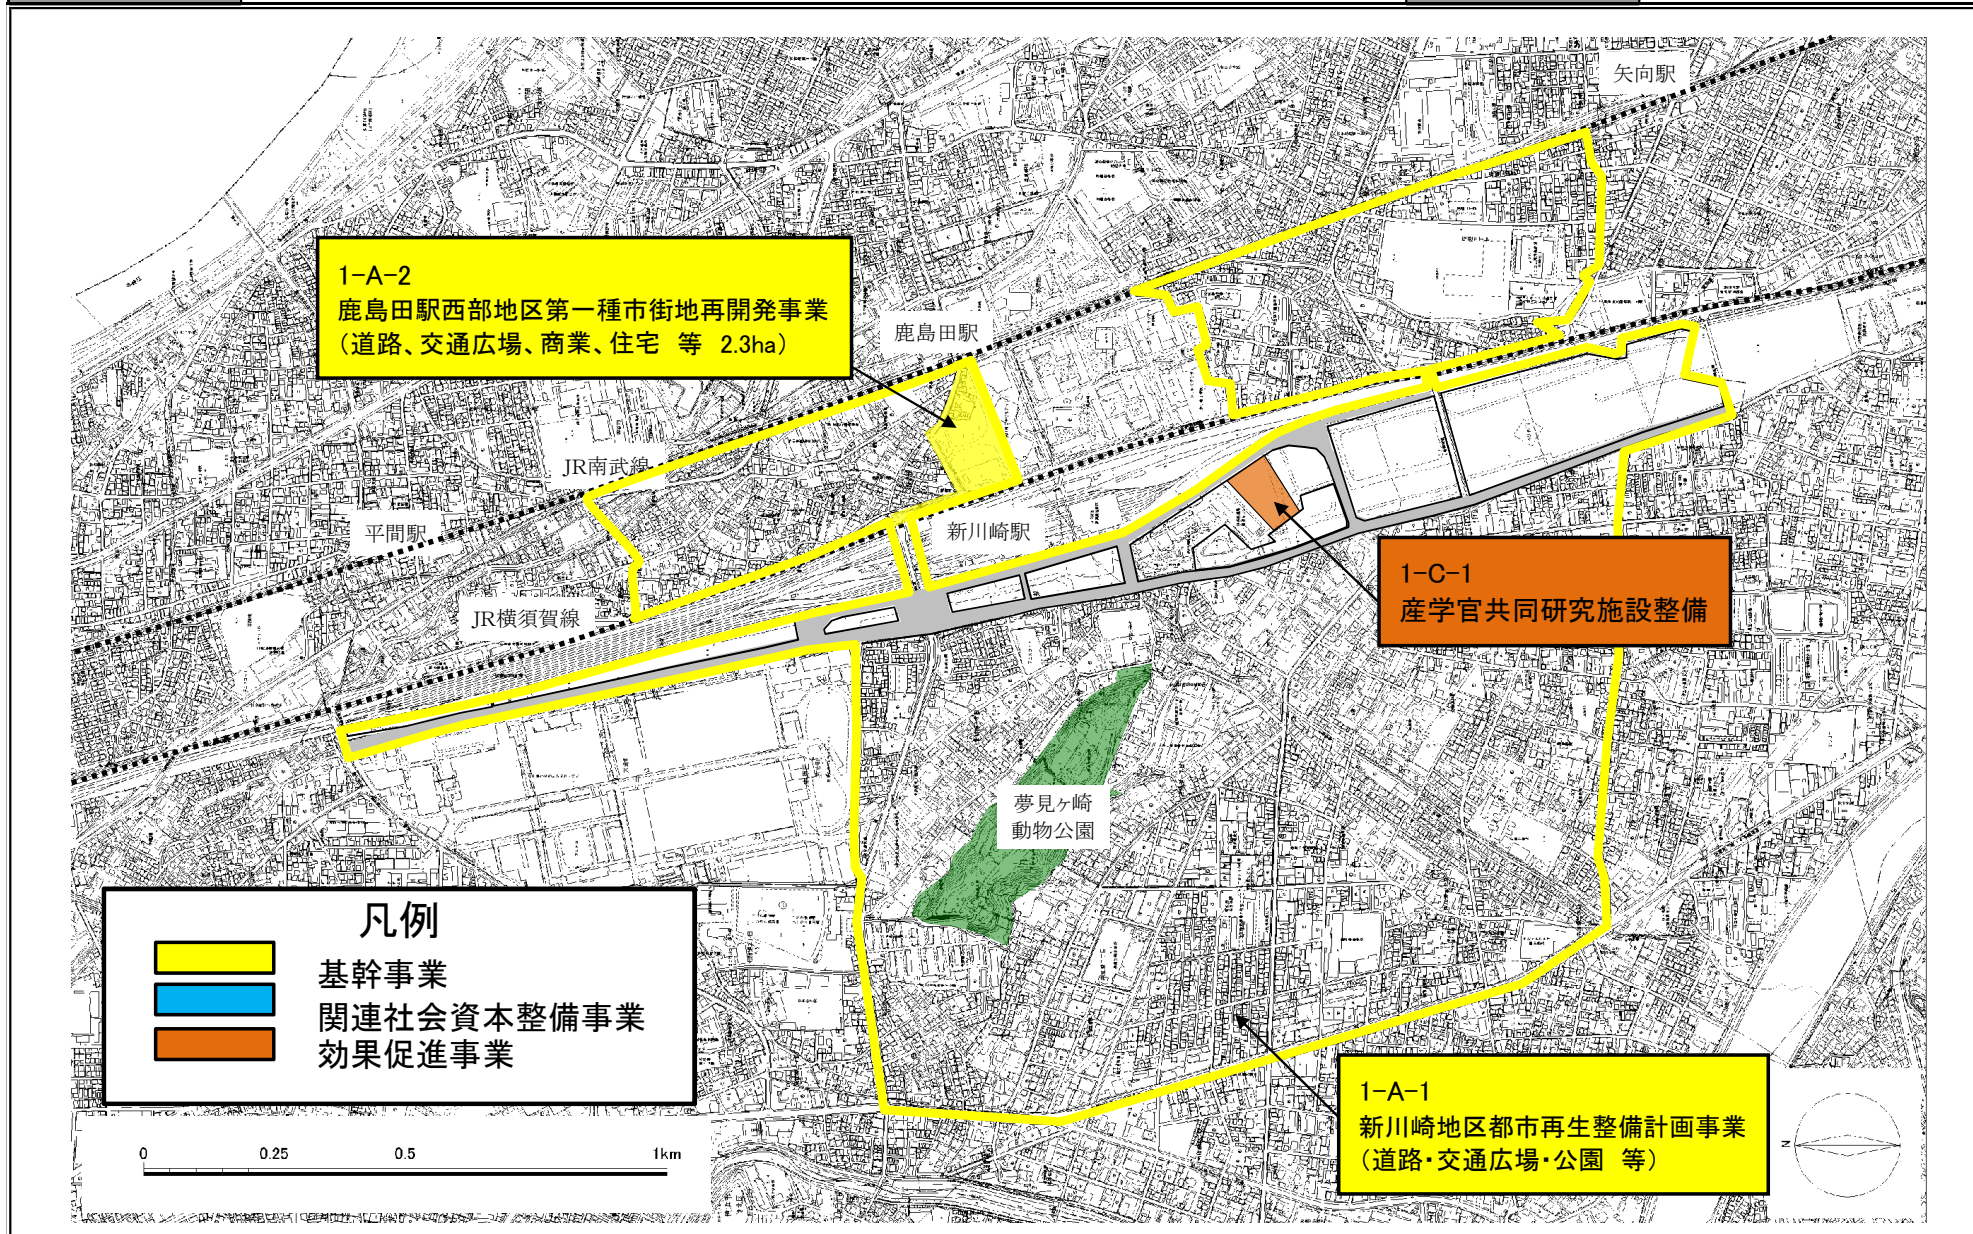 矢向駅
1-A-2
鹿島田駅西部地区第一種市街地再開発事業
(道路、交通広場、商業、住宅 等 2.3ha)
鹿島田駅
JR南武線
平間駅
新川崎駅
JR横須賀線
1-C-1
産学官共同研究施設整備
夢見ヶ崎
動物公園
凡例
基幹事業
関連社会資本整備事業
効果促進事業
1-A-1
新川崎地区都市再生整備計画事業
(道路・交通広場・公園 等)
0 0.25 0.5 1km
N